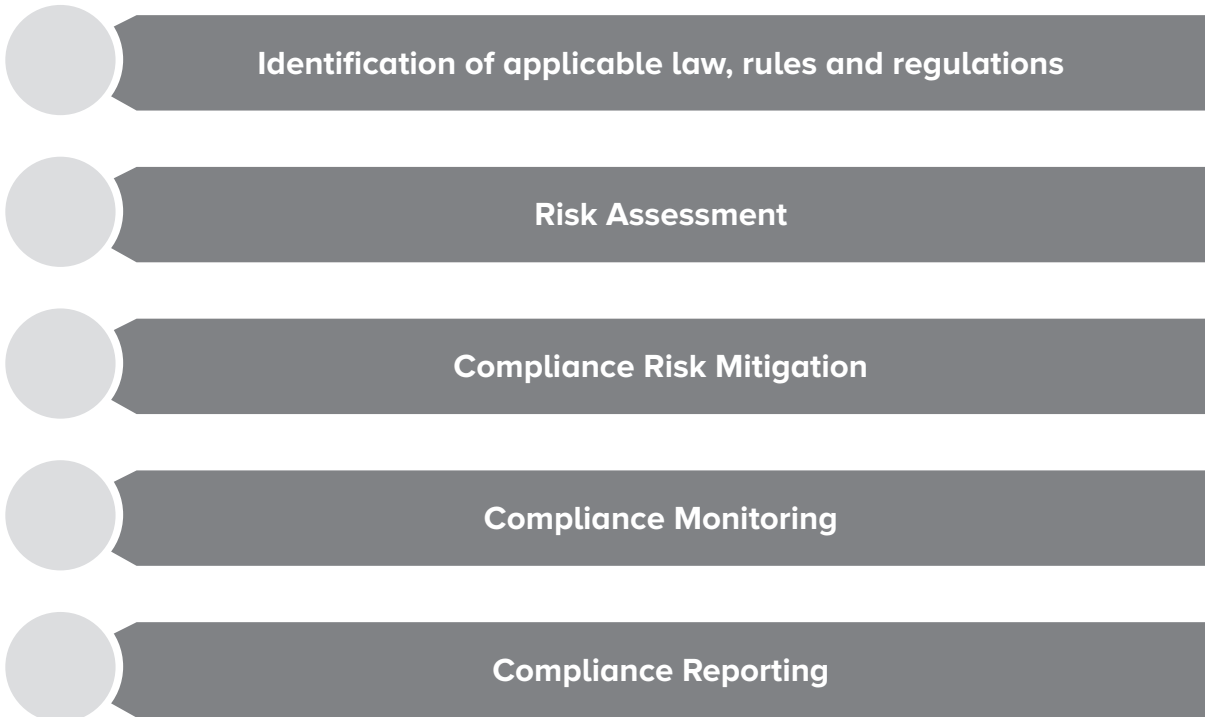 Identification of applicable law, rules and regulations
Risk Assessment
Compliance Risk Mitigation
Compliance Monitoring
Compliance Reporting